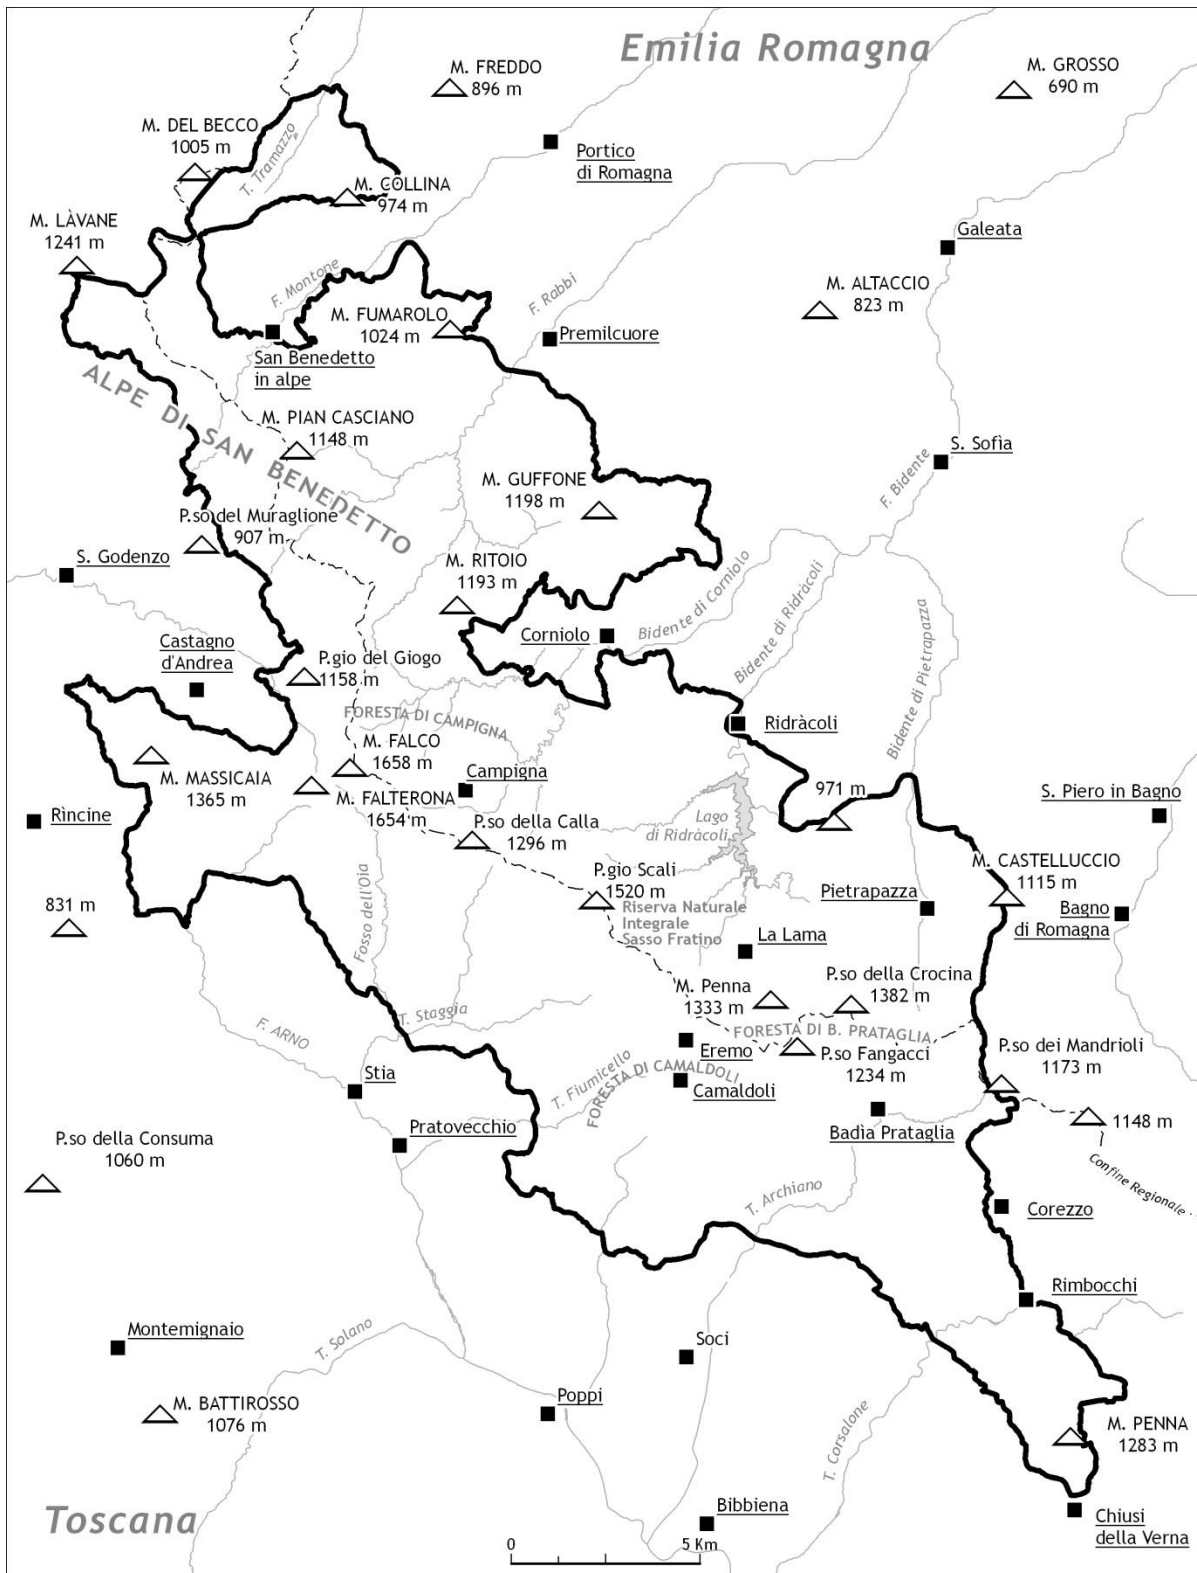 Emilia Romagna
M. FREDDO
896 m
M. GROSSO
690 m
M. DEL BECCO
1005 m
T. Tramazzo
Portico
di Romagna
M. COLLINA
974 m
M. LÀVANE
1241 m
Galeata
F. Montone
F. Rabbi
M. ALTACCIO
823 m
M. FUMAROLO
1024 m
Premilcuore
San Benedetto
in alpe
ALPE DI SAN BENEDETTO
M. PIAN CASCIANO
1148 m
S. Sofìa
F. Bidente
M. GUFFONE
1198 m
P.so del Muraglione
907 m
S. Godenzo
M. RITOIO
1193 m
Bidente di Corniolo
Bidente di Ridràcoli
Bidente di Pietrapazza
Corniolo
Castagno
d'Andrea
P.gio del Giogo
1158 m
FORESTA DI CAMPIGNA
Ridràcoli
M. FALCO
1658 m
M. MASSICAIA
1365 m
Campigna
971 m
S. Piero in Bagno
M. FALTERONA
1654 m
Rìncine
P.so della Calla
1296 m
Lago
di Ridràcoli
M. CASTELLUCCIO
1115 m
P.gio Scali
1520 m
Pietrapazza
831 m
Fosso dell'Oia
Riserva Naturale
Integrale
Sasso Fratino
Bagno
di Romagna
La Lama
M. Penna
1333 m
P.so della Crocina
1382 m
T. Staggia
F. ARNO
FORESTA DI B. PRATAGLIA
Eremo
P.so Fangacci
1234 m
P.so dei Mandrioli
1173 m
Stia
T. Fiumicello
FORESTA DI CAMALDOLI
Camaldoli
Pratovecchio
Badìa Prataglia
1148 m
P.so della Consuma
1060 m
Confine Regionale
T. Archiano
Corezzo
Rimbocchi
Montemignaio
T. Solano
Soci
M. BATTIROSSO
1076 m
Poppi
T. Corsalone
M. PENNA
1283 m
Toscana
Bibbiena
Chiusi
della Verna
0
5 Km